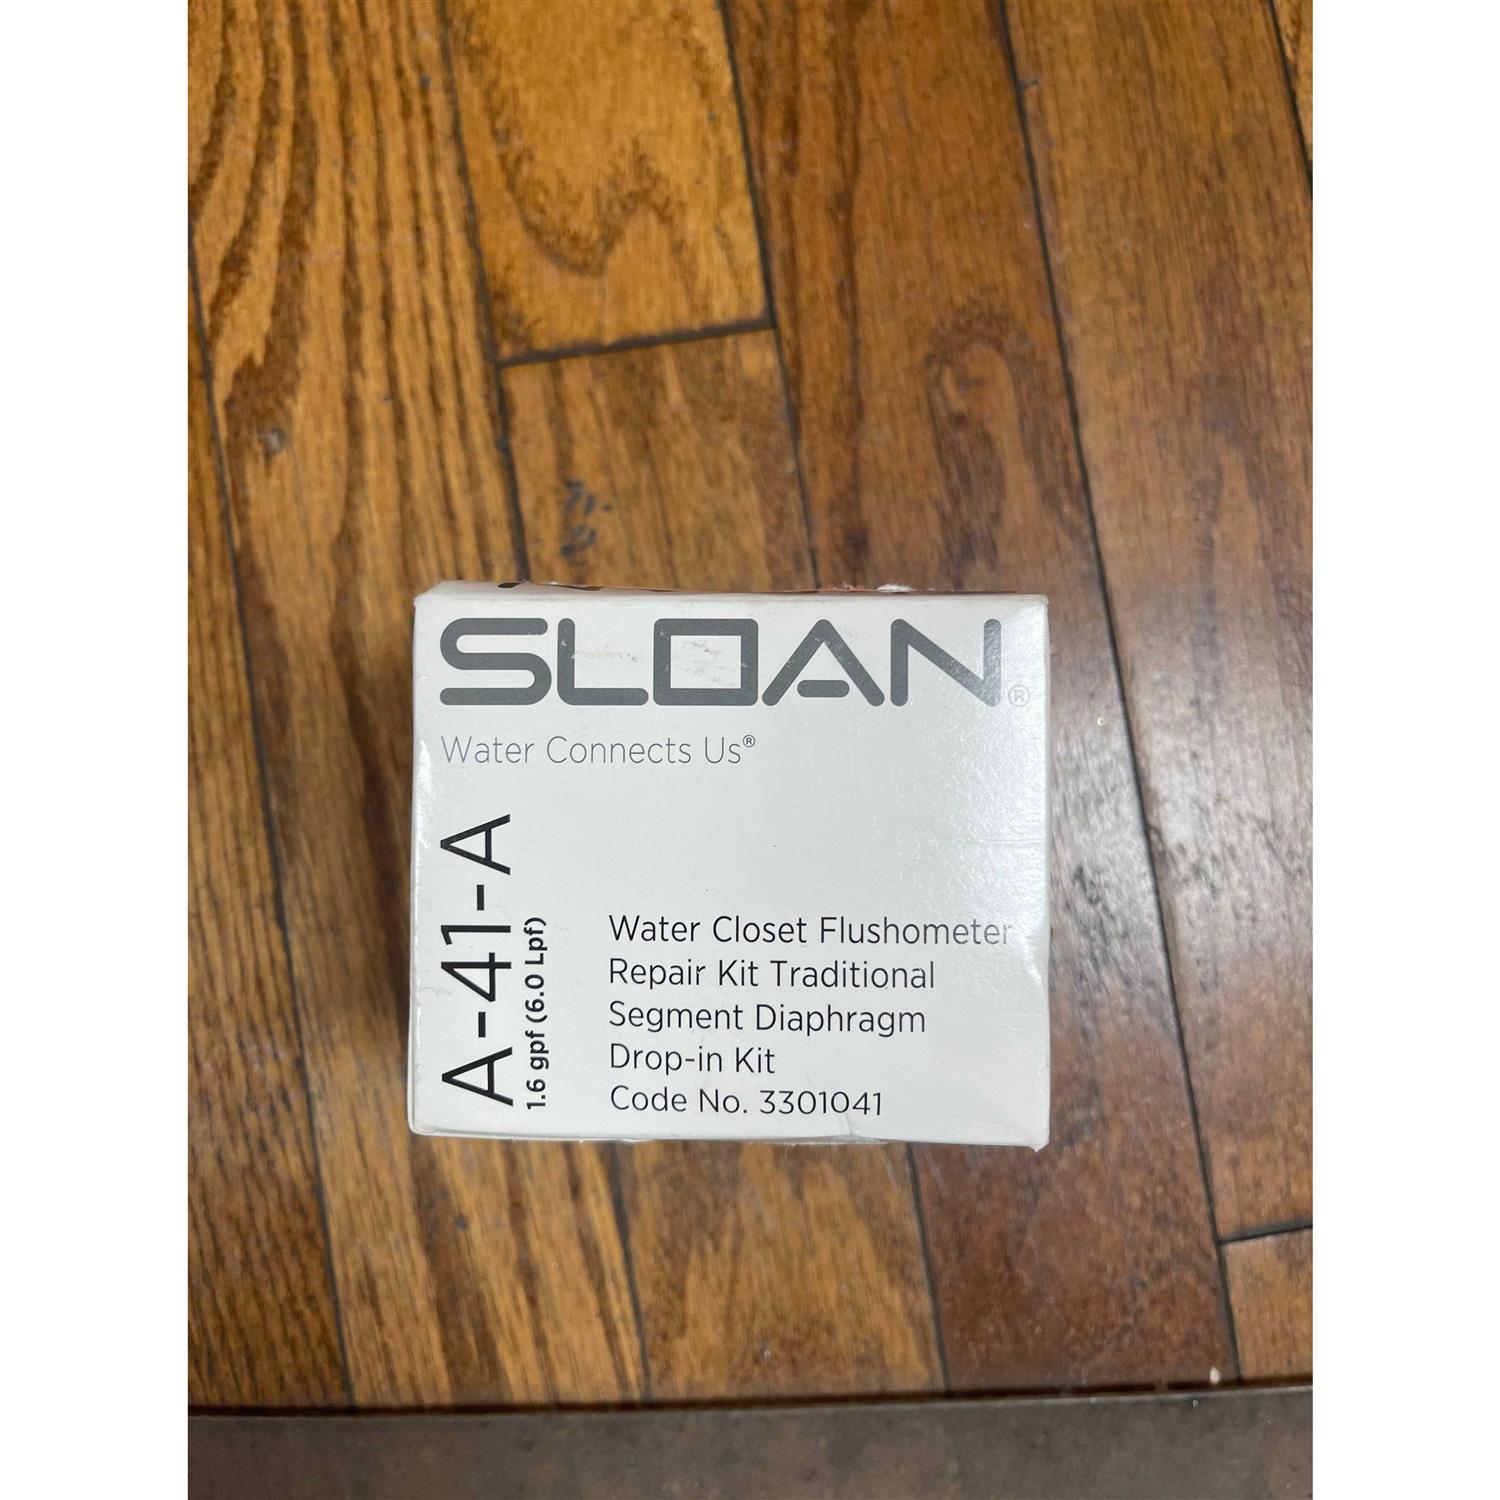 SLOAN®
Water Connects Us®
A-41-A
1.6 gpf (6.0 Lpf)
Water Closet Flushometer
Repair Kit Traditional
Segment Diaphragm
Drop-in Kit
Code No. 3301041